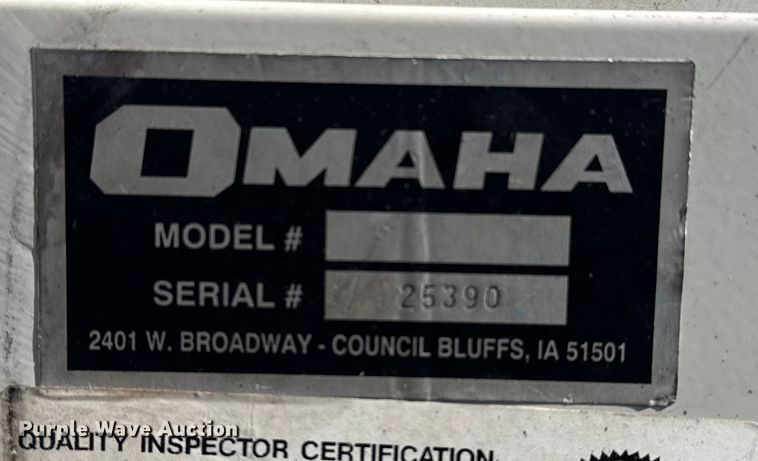 OMAHA
MODEL #
SERIAL # 25390
2401 W. BROADWAY - COUNCIL BLUFFS, IA 51501
Purple Wave Auction
QUALITY INSPECTOR CERTIFICATION